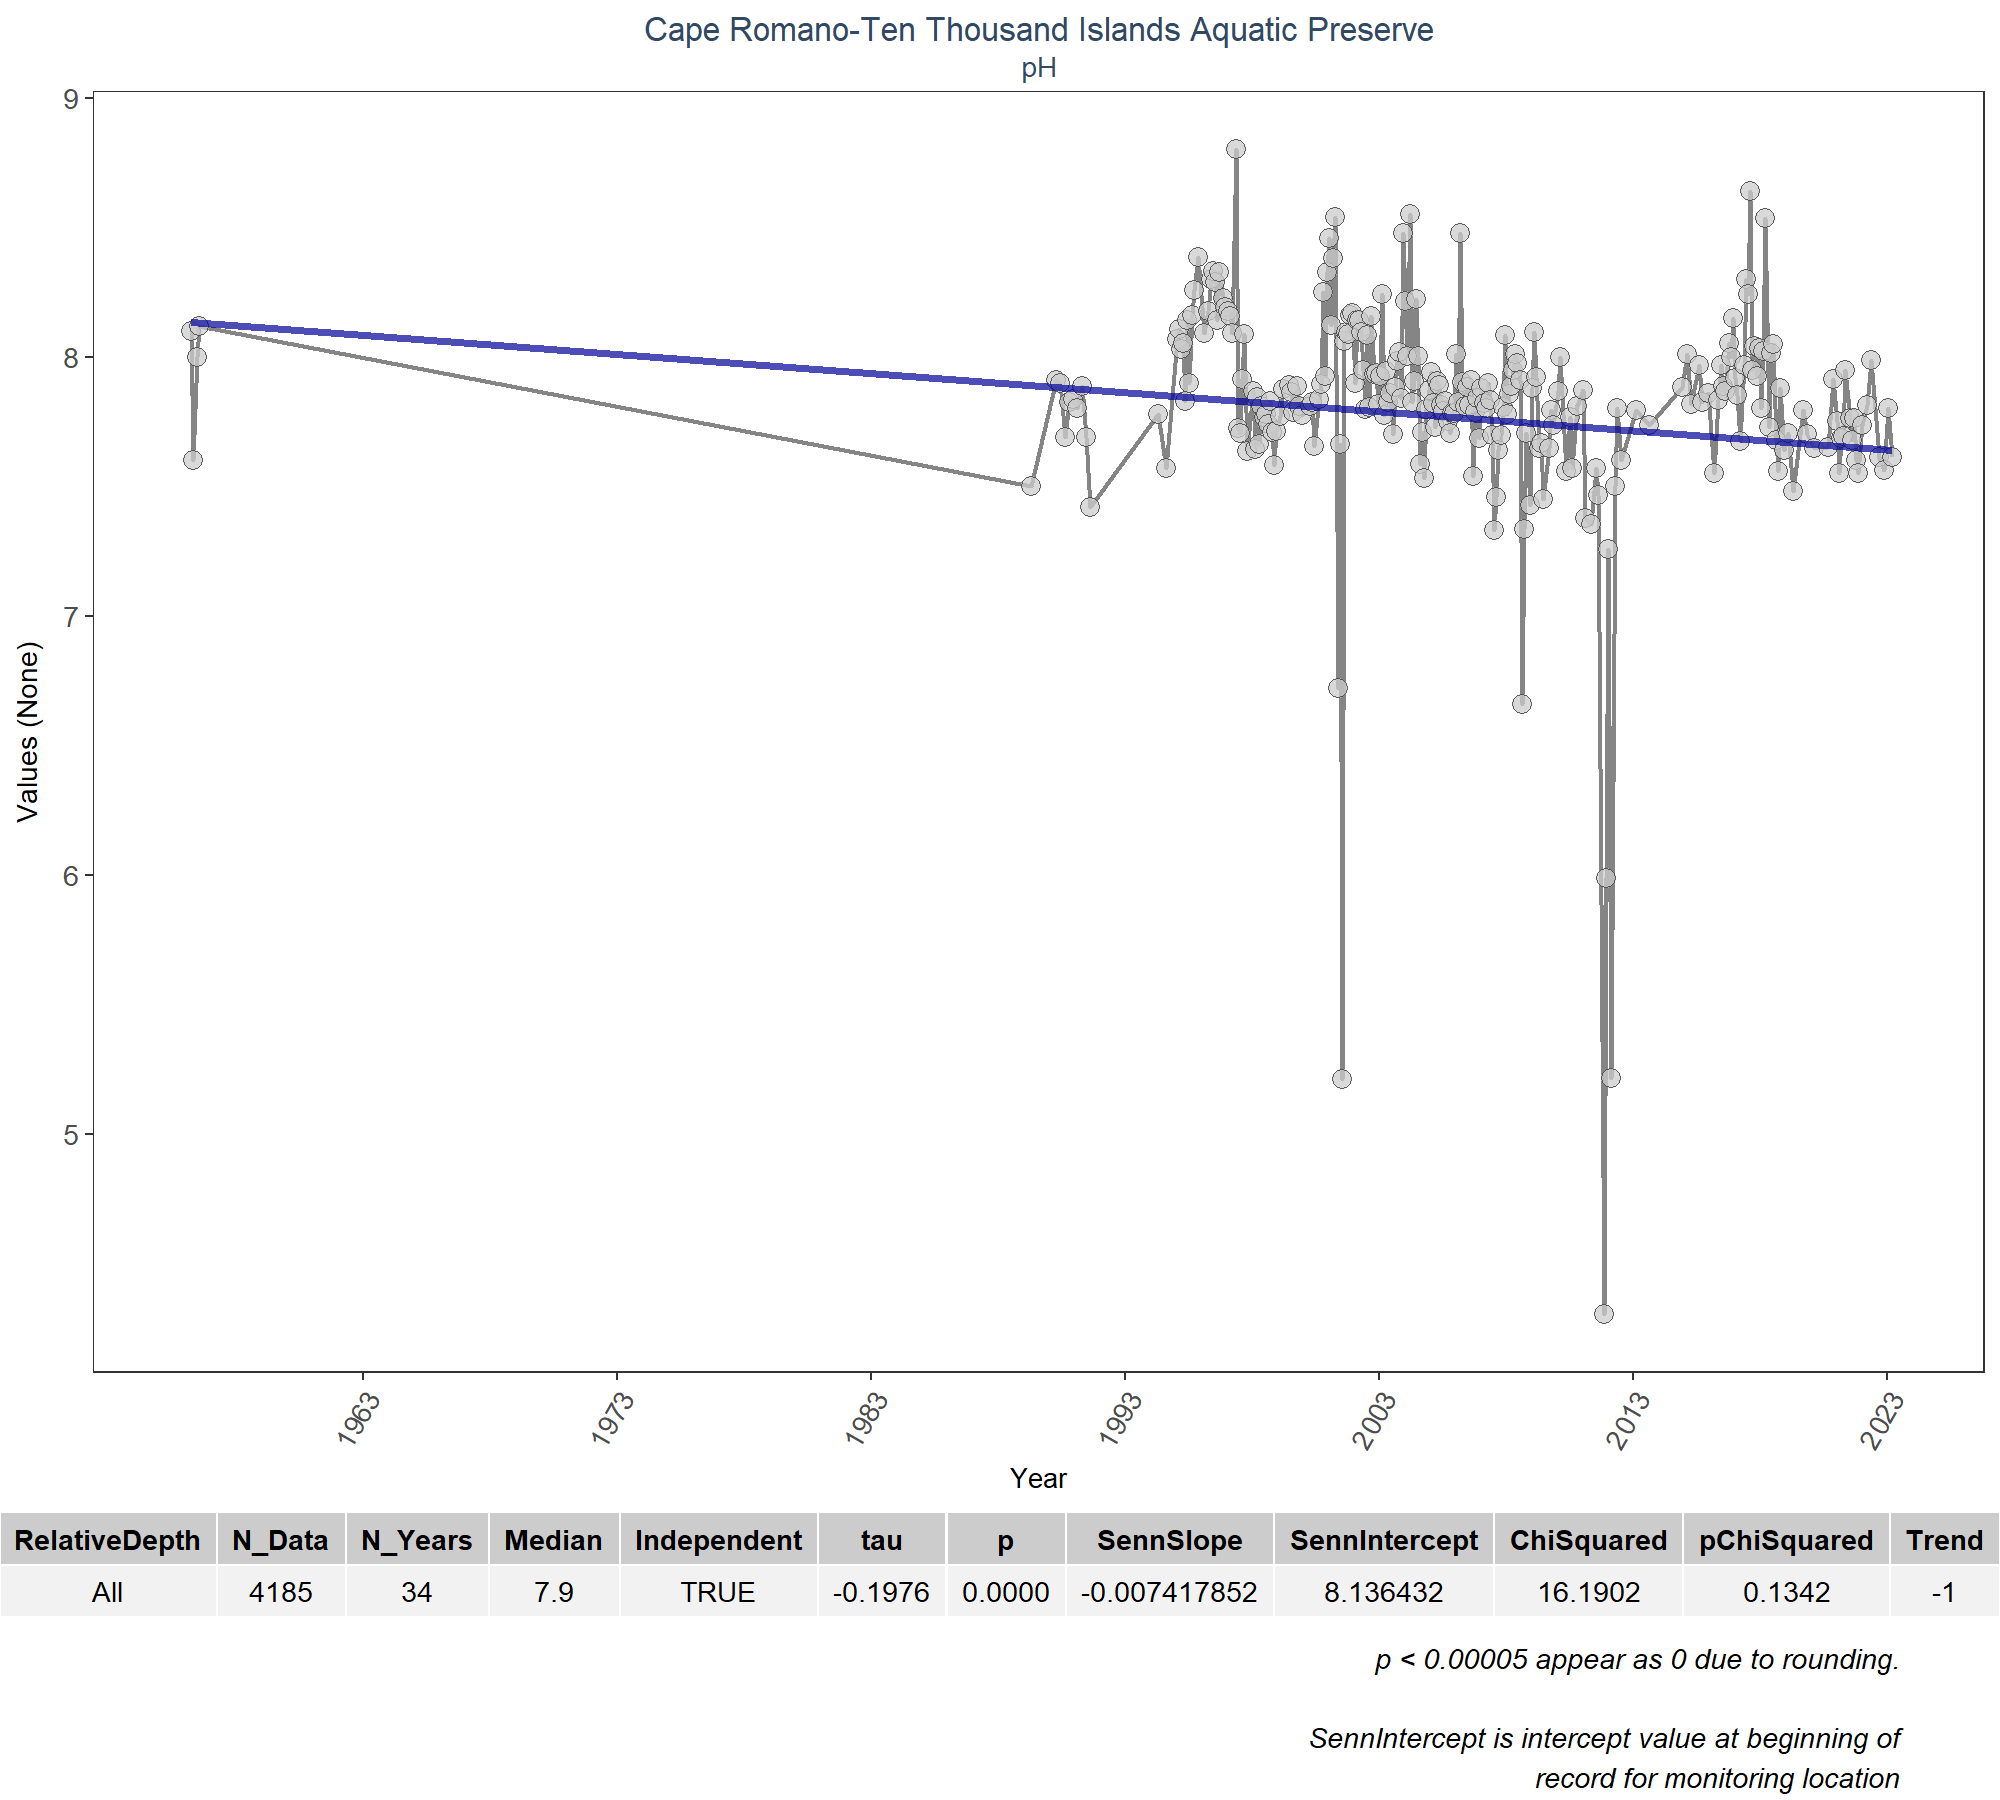 Cape Romano-Ten Thousand Islands Aquatic Preserve
pH
9
8
7
6
5
Values (None)
1963 1973 1983 1993 2003 2013 2023
Year
RelativeDepth N_Data N_Years Median Independent tau p SennSlope SennIntercept ChiSquared pChiSquared Trend
All 4185 34 7.9 TRUE -0.1976 0.0000 -0.007417852 8.136432 16.1902 0.1342 -1
p < 0.00005 appear as 0 due to rounding.
SennIntercept is intercept value at beginning of
record for monitoring location